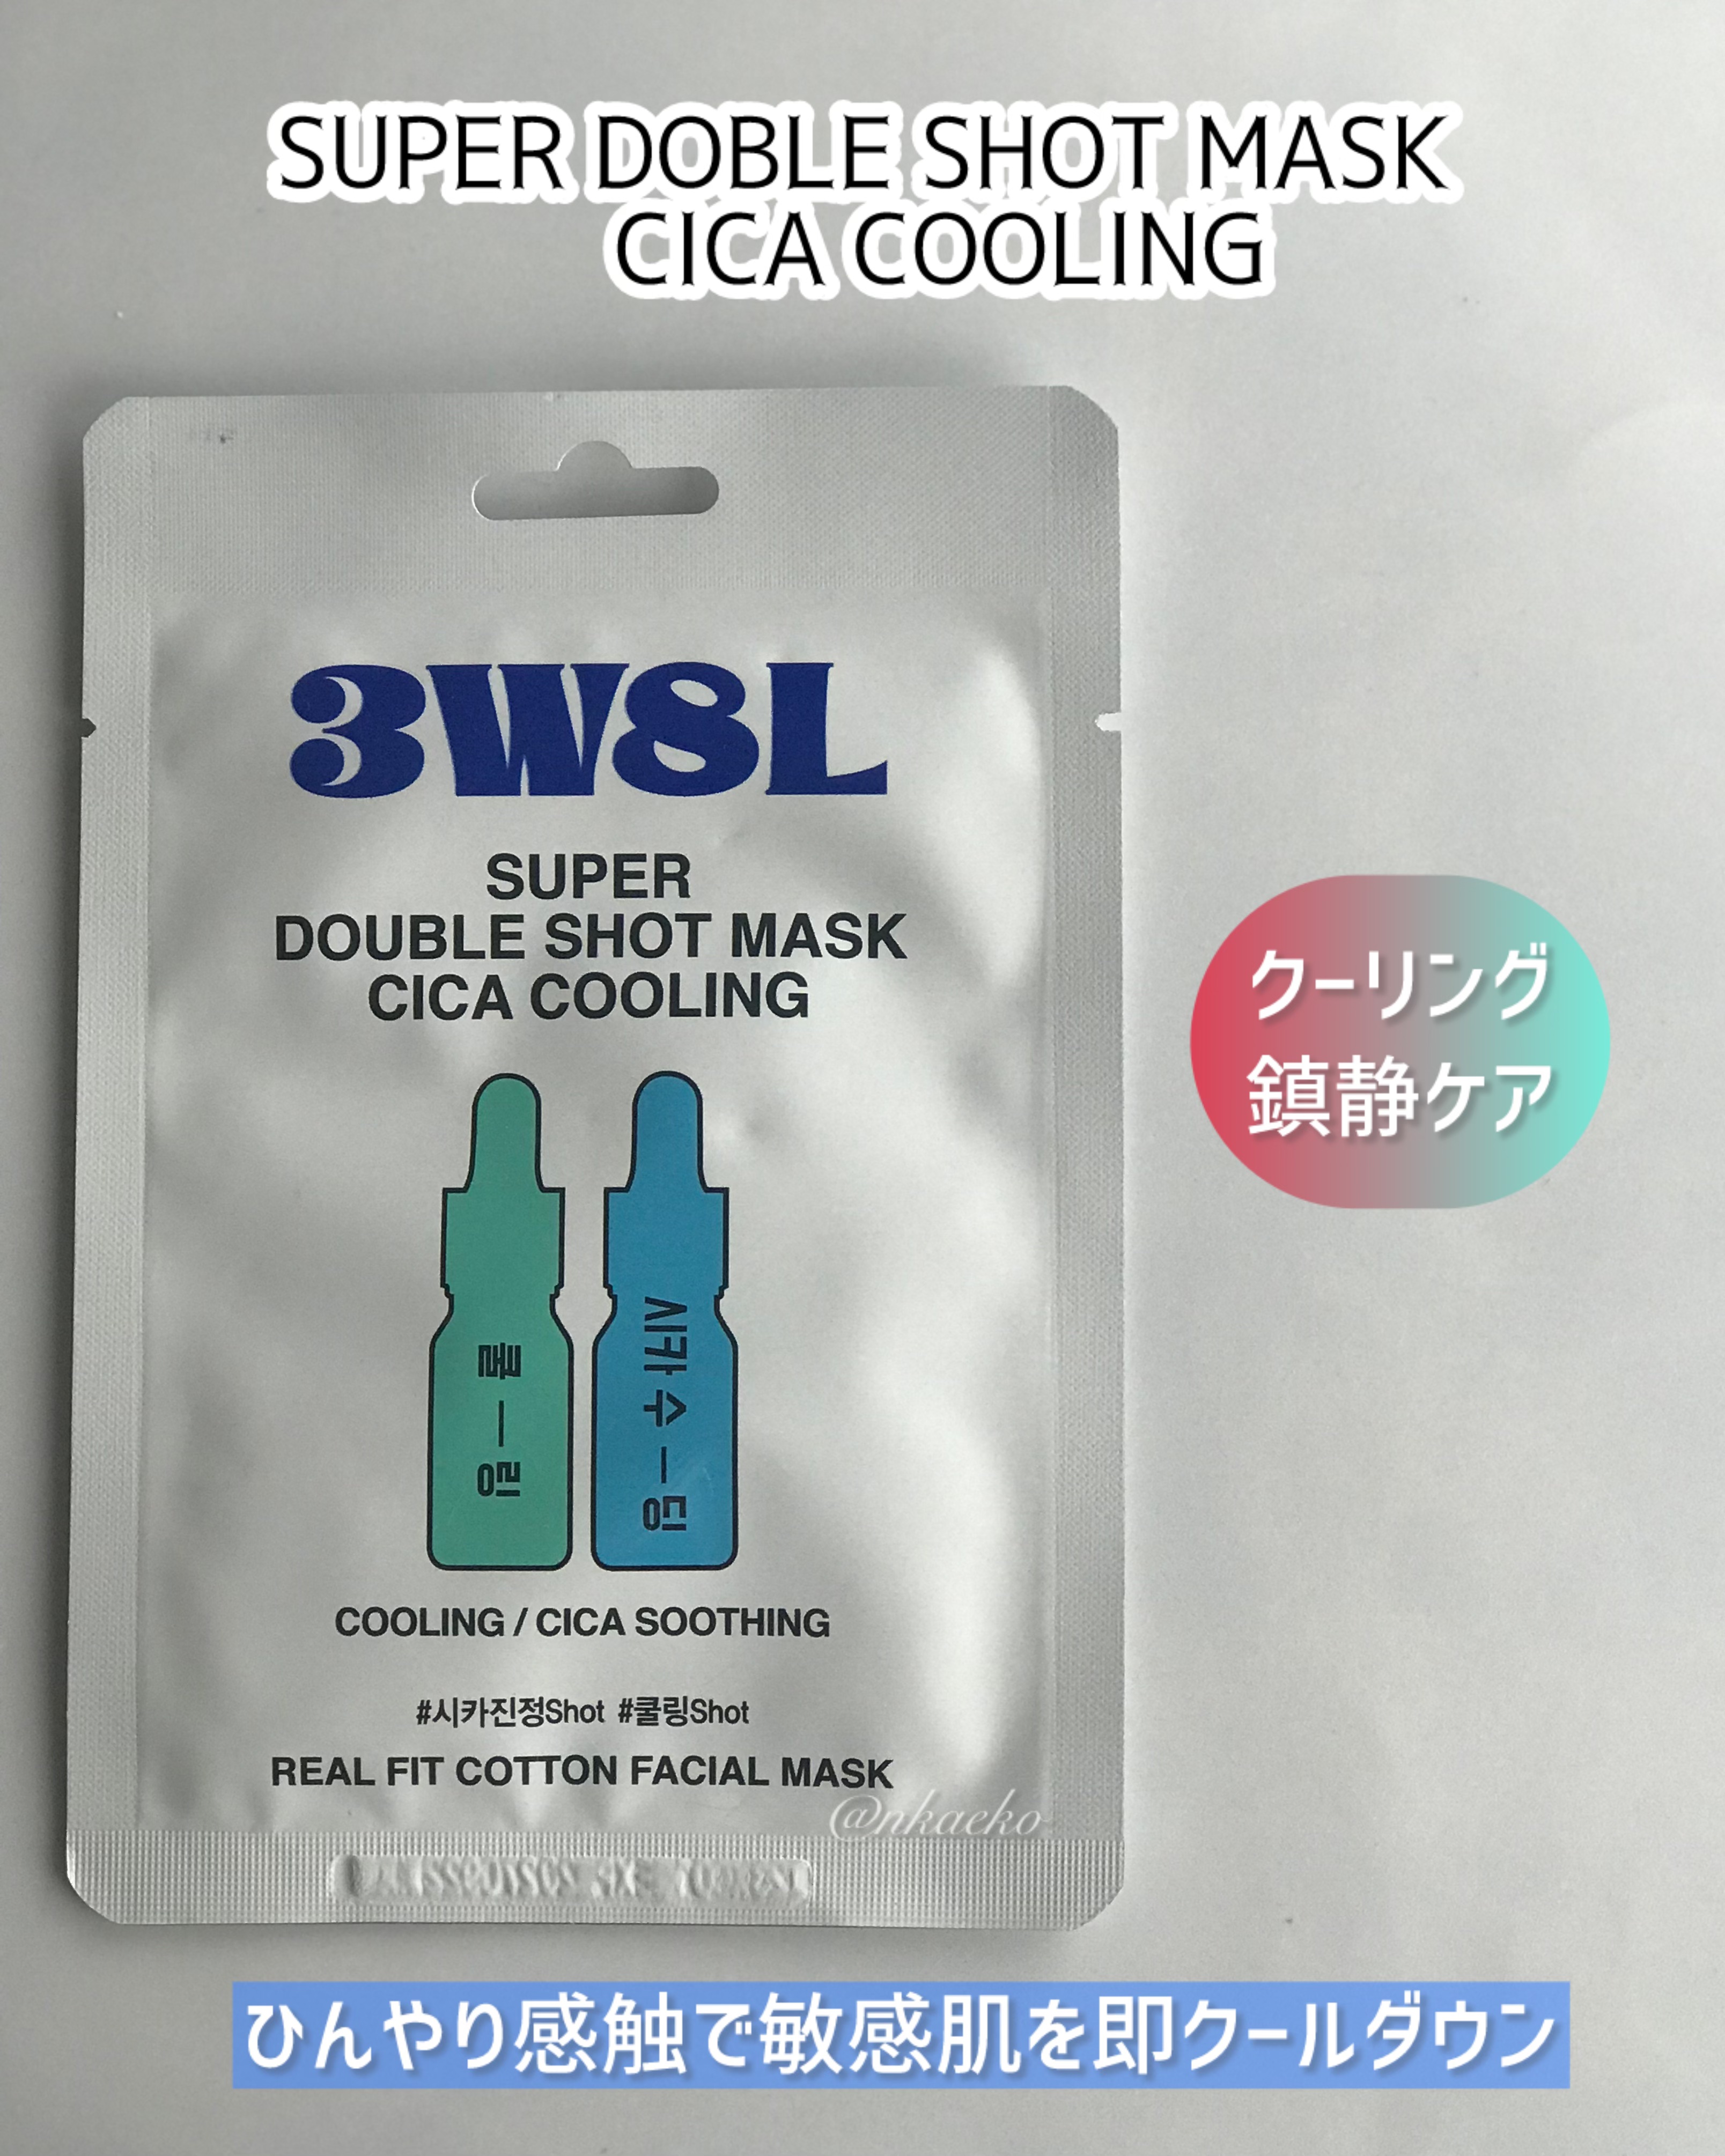 SUPER DOBLE SHOT MASK
CICA COOLING
3W8L
SUPER
DOUBLE SHOT MASK
CICA COOLING
쿨ㅡ링
시카 수ㅡ딩
クーリング
鎮静ケア
COOLING / CICA SOOTHING
#시카진정Shot #쿨링Shot
REAL FIT COTTON FACIAL MASK
@nkaeko
ひんやり感触で敏感肌を即クールダウン